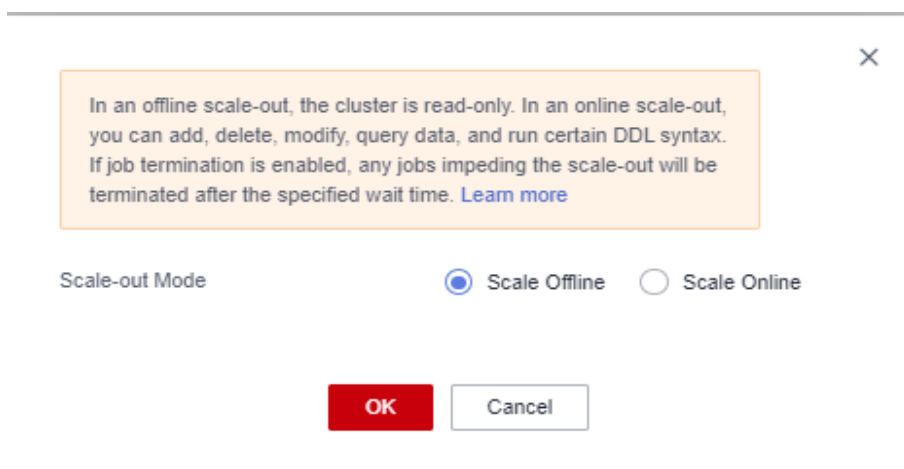 In an offline scale-out, the cluster is read-only. In an online scale-out,
you can add, delete, modify, query data, and run certain DDL syntax.
If job termination is enabled, any jobs impeding the scale-out will be
terminated after the specified wait time. Learn more
Scale-out Mode Scale Offline Scale Online
OK Cancel